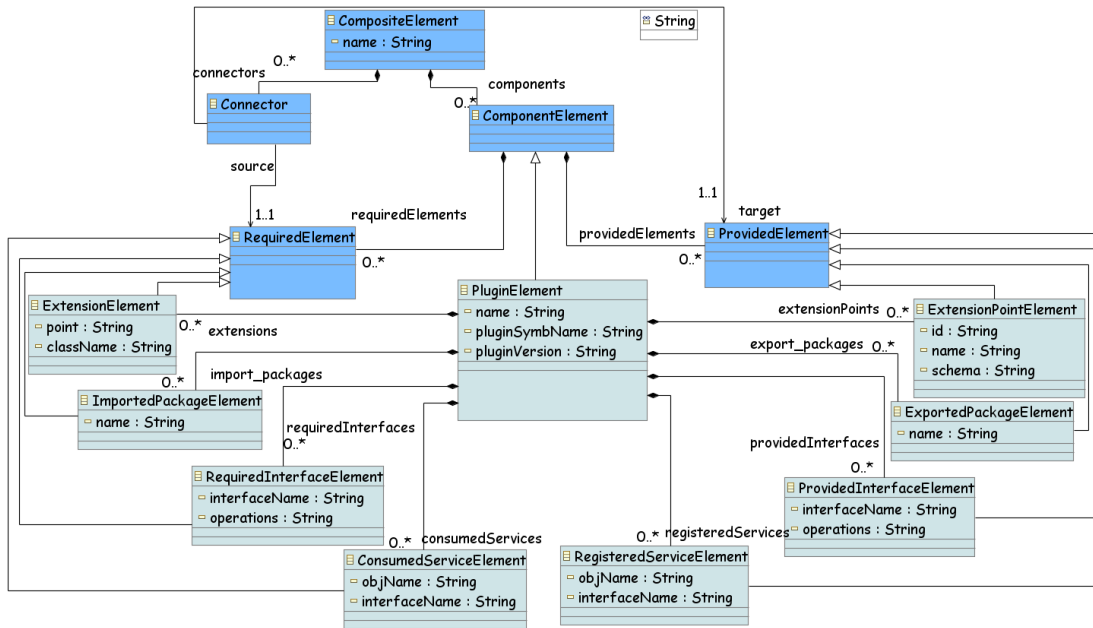 CompositeElement
name : String
String
0..*
connectors
components
0..*
Connector
ComponentElement
source
1..1
requiredElements
1..1
target
RequiredElement
0..*
providedElements
0..*
ProvidedElement
ExtensionElement
point : String
className : String
0..*
extensions
PluginElement
name : String
pluginSymbName : String
pluginVersion : String
extensionPoints
0..*
ExtensionPointElement
id : String
name : String
schema : String
export_packages
0..*
0..*
import_packages
ImportedPackageElement
name : String
ExportedPackageElement
name : String
requiredInterfaces
0..*
providedInterfaces
0..*
RequiredInterfaceElement
interfaceName : String
operations : String
ProvidedInterfaceElement
interfaceName : String
operations : String
0..*
consumedServices
0..*
registeredServices
ConsumedServiceElement
objName : String
interfaceName : String
RegisteredServiceElement
objName : String
interfaceName : String